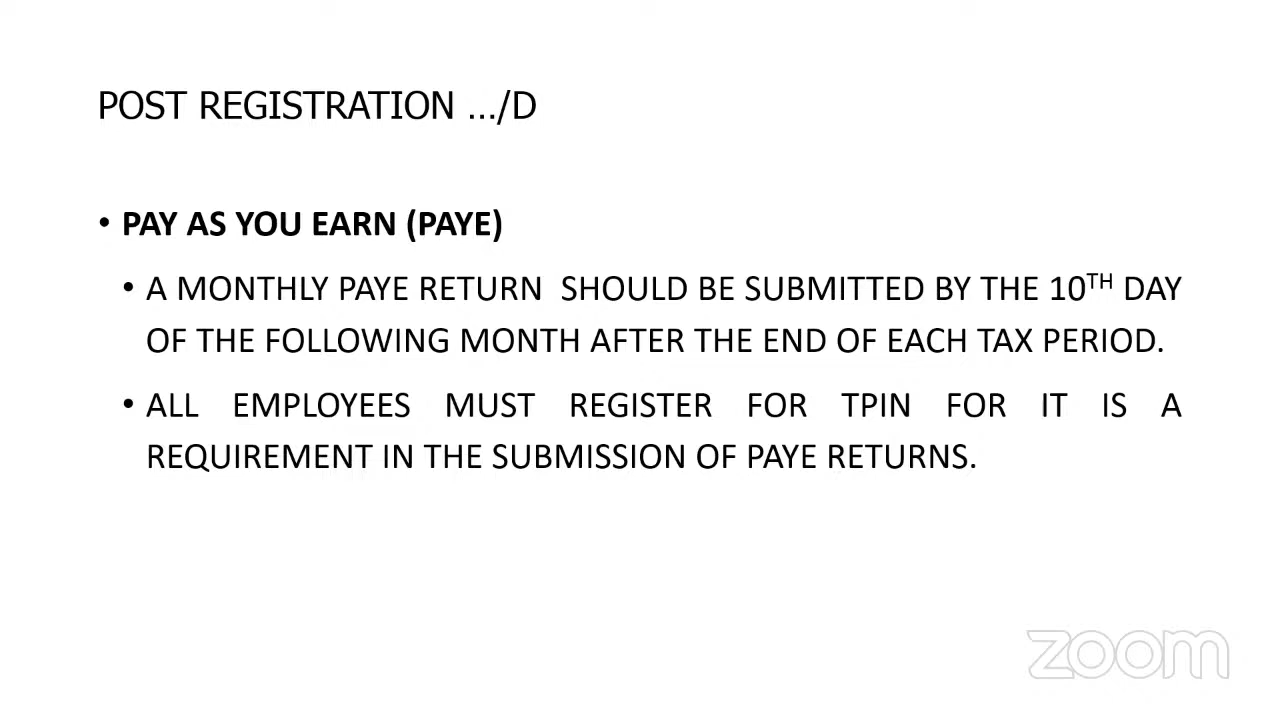 POST REGISTRATION .../D
• PAY AS YOU EARN (PAYE)
• A MONTHLY PAYE RETURN SHOULD BE SUBMITTED BY THE 10TH DAY
OF THE FOLLOWING MONTH AFTER THE END OF EACH TAX PERIOD.
• ALL EMPLOYEES MUST REGISTER FOR TPIN FOR IT IS A
REQUIREMENT IN THE SUBMISSION OF PAYE RETURNS.
zoom